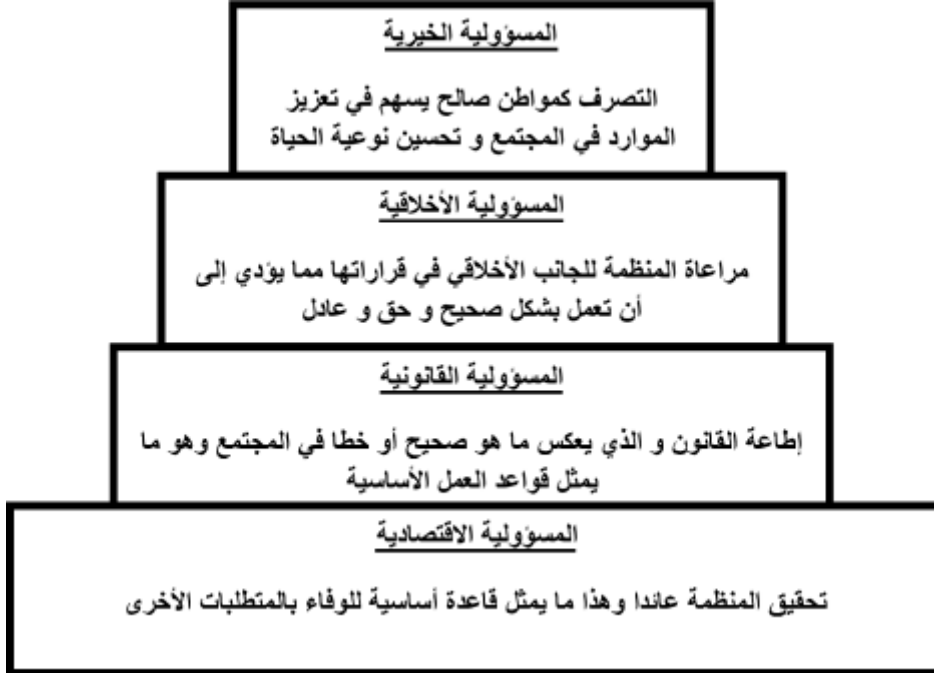 المسؤولية الخيرية
التصرف كمواطن صالح يسهم في تعزيز
الموارد في المجتمع و تحسين نوعية الحياة
المسؤولية الأخلاقية
مراعاة المنظمة للجانب الأخلاقي في قراراتها مما يؤدي إلى
أن تعمل بشكل صحيح و حق و عادل
المسؤولية القانونية
إطاعة القانون و الذي يعكس ما هو صحيح أو خطا في المجتمع وهو ما
يمثل قواعد العمل الأساسية
المسؤولية الاقتصادية
تحقيق المنظمة عائدا وهذا ما يمثل قاعدة أساسية للوفاء بالمتطلبات الأخرى